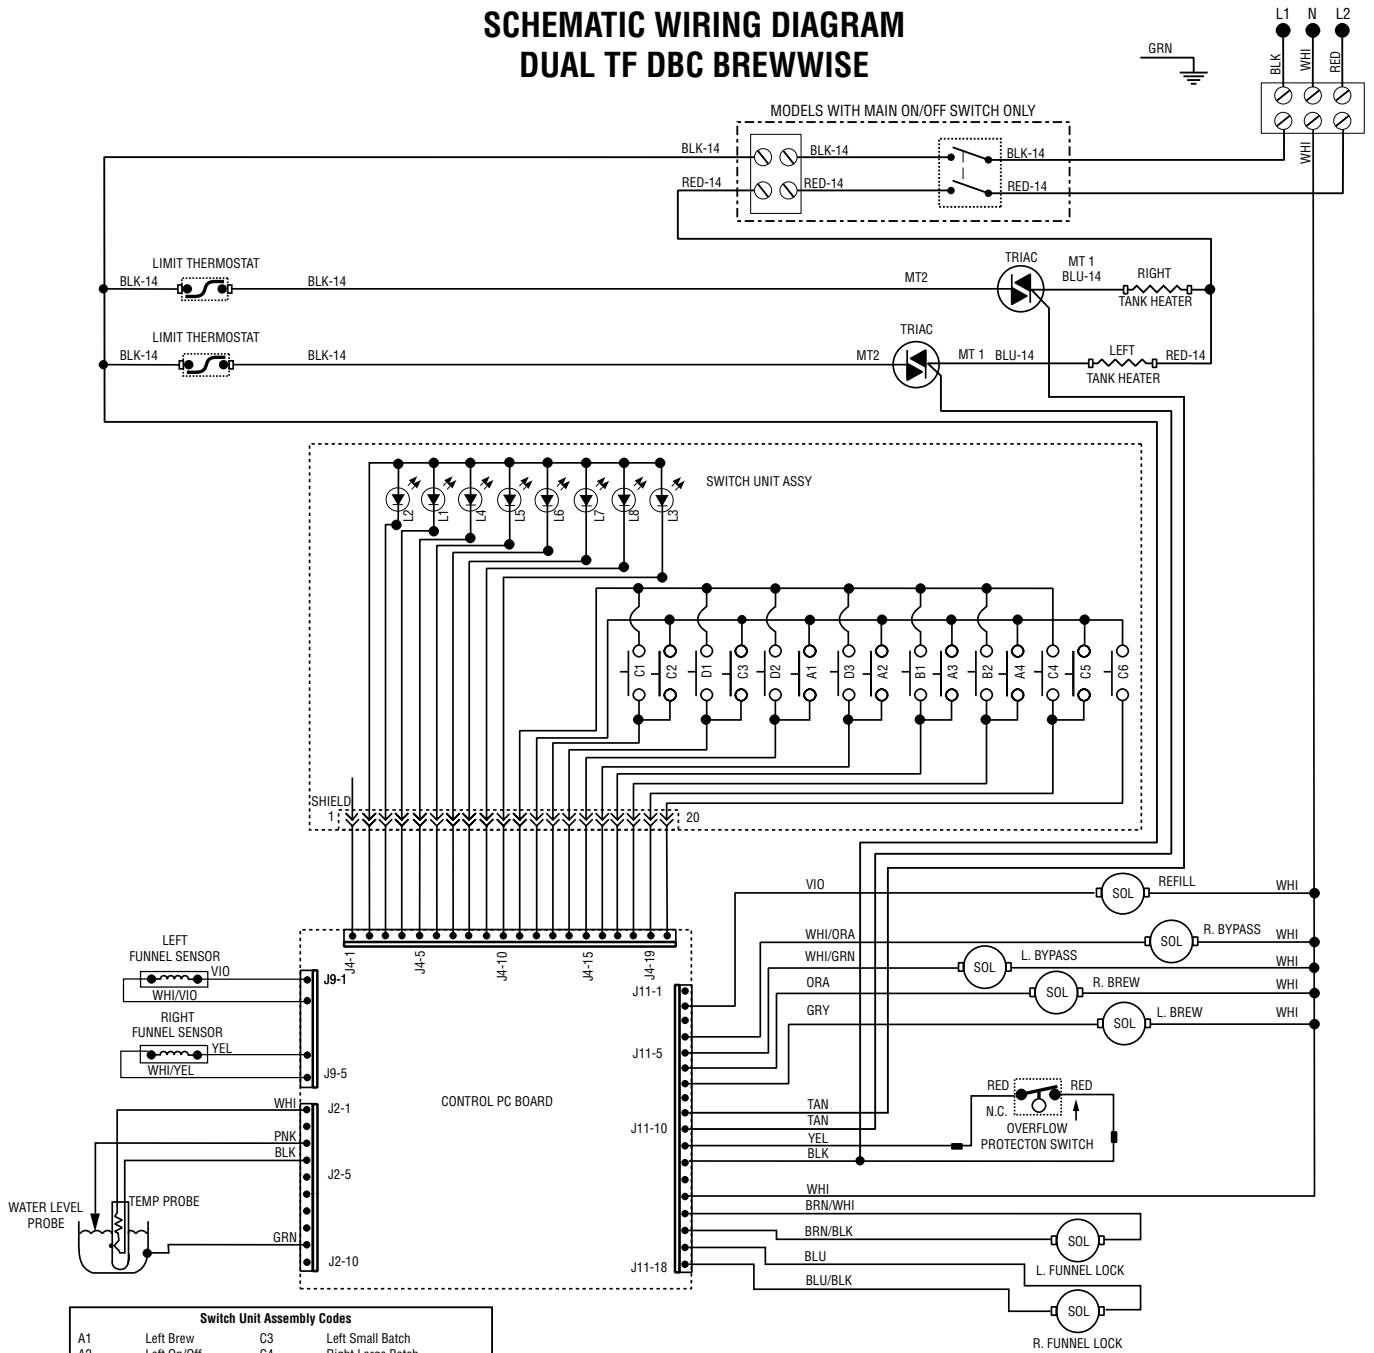 SCHEMATIC WIRING DIAGRAM
DUAL TF DBC BREWWISE
L1 N L2
GRN
BLK
WHI
RED
MODELS WITH MAIN ON/OFF SWITCH ONLY
BLK-14 BLK-14 BLK-14
WHI
RED-14 RED-14 RED-14
LIMIT THERMOSTAT
TRIAC
BLK-14 BLK-14
MT2
MT 1
BLU-14
RIGHT
TANK HEATER
LIMIT THERMOSTAT
TRIAC
BLK-14 BLK-14
MT2
MT 1 BLU-14
LEFT
RED-14
TANK HEATER
SWITCH UNIT ASSY
L2 L1 L4 L5 L6 L7 L8 L3
C1 C2 D1 C3 D2 A1 D3 A2 B1 A3 B2 A4 C4 C5 C6
SHIELD
1 20
VIO REFILL WHI
SOL
WHI/ORA R. BYPASS WHI
SOL
WHI/GRN L. BYPASS WHI
SOL
ORA R. BREW WHI
SOL
GRY L. BREW WHI
SOL
J4-1 J4-5 J4-10 J4-15 J4-19
LEFT
FUNNEL SENSOR
VIO
WHI/VIO
J9-1
RIGHT
FUNNEL SENSOR
YEL
WHI/YEL
J9-5
J11-1
J11-5
CONTROL PC BOARD
WHI J2-1
PNK
BLK
J2-5
WATER LEVEL
PROBE
TEMP PROBE
GRN
J2-10
RED RED
N.C.
OVERFLOW
PROTECTON SWITCH
TAN
TAN
J11-10
YEL
BLK
WHI
BRN/WHI
BRN/BLK
SOL
L. FUNNEL LOCK
BLU
J11-18
BLU/BLK
SOL
R. FUNNEL LOCK
Switch Unit Assembly Codes
A1 Left Brew C3 Left Small Batch
A2 Left On/Off C4 Right Large Batch